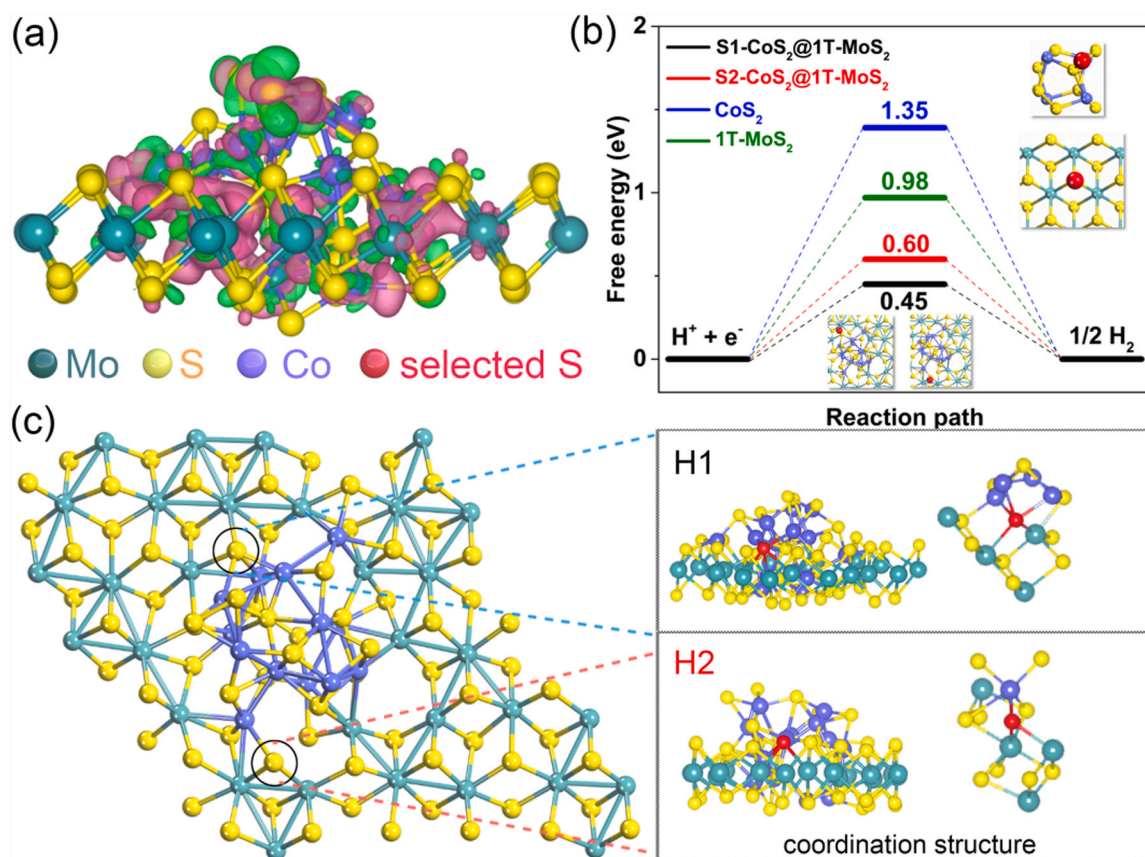 (a)
Mo S Co selected S
(b)
Free energy (eV)
2
1
0
S1-CoS₂@1T-MoS₂
S2-CoS₂@1T-MoS₂
CoS₂
1T-MoS₂
1.35
0.98
0.60
0.45
H⁺ + e⁻
1/2 H₂
Reaction path
(c)
H1
H2
coordination structure